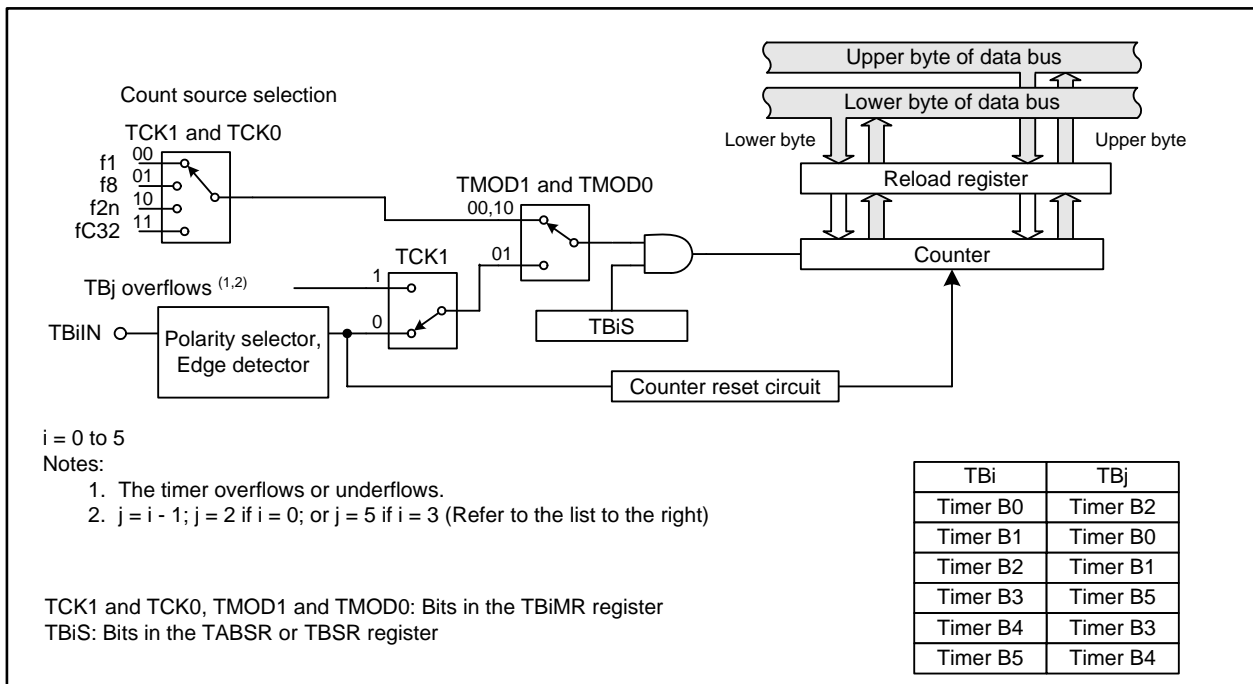 Upper byte of data bus
Lower byte of data bus
Lower byte
Upper byte
Reload register
Counter
Count source selection
TCK1 and TCK0
f1 00
f8 01
f2n 10
fC32 11
TMOD1 and TMOD0
00,10
01
TCK1
1
0
TBj overflows (1,2)
TBiIN
Polarity selector,
Edge detector
TBiS
Counter reset circuit
i = 0 to 5
Notes:
1. The timer overflows or underflows.
2. j = i - 1; j = 2 if i = 0; or j = 5 if i = 3 (Refer to the list to the right)
TCK1 and TCK0, TMOD1 and TMOD0: Bits in the TBiMR register
TBiS: Bits in the TABSR or TBSR register
TBi TBj
Timer B0 Timer B2
Timer B1 Timer B0
Timer B2 Timer B1
Timer B3 Timer B5
Timer B4 Timer B3
Timer B5 Timer B4